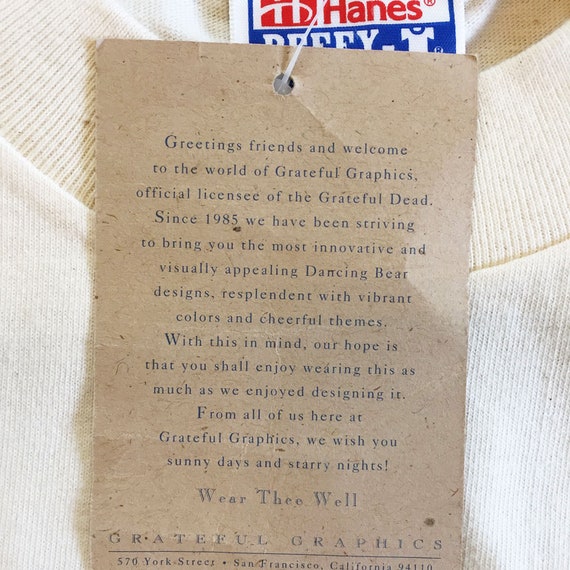 Hanes®
BEEFY-T®
Greetings friends and welcome
to the world of Grateful Graphics,
official licensee of the Grateful Dead.
Since 1985 we have been striving
to bring you the most innovative and
visually appealing Dancing Bear
designs, resplendent with vibrant
colors and cheerful themes.
With this in mind, our hope is
that you shall enjoy wearing this as
much as we enjoyed designing it.
From all of us here at
Grateful Graphics, we wish you
sunny days and starry nights!
Wear Thee Well
GRATEFUL GRAPHICS
570 York Street • San Francisco, California 94110